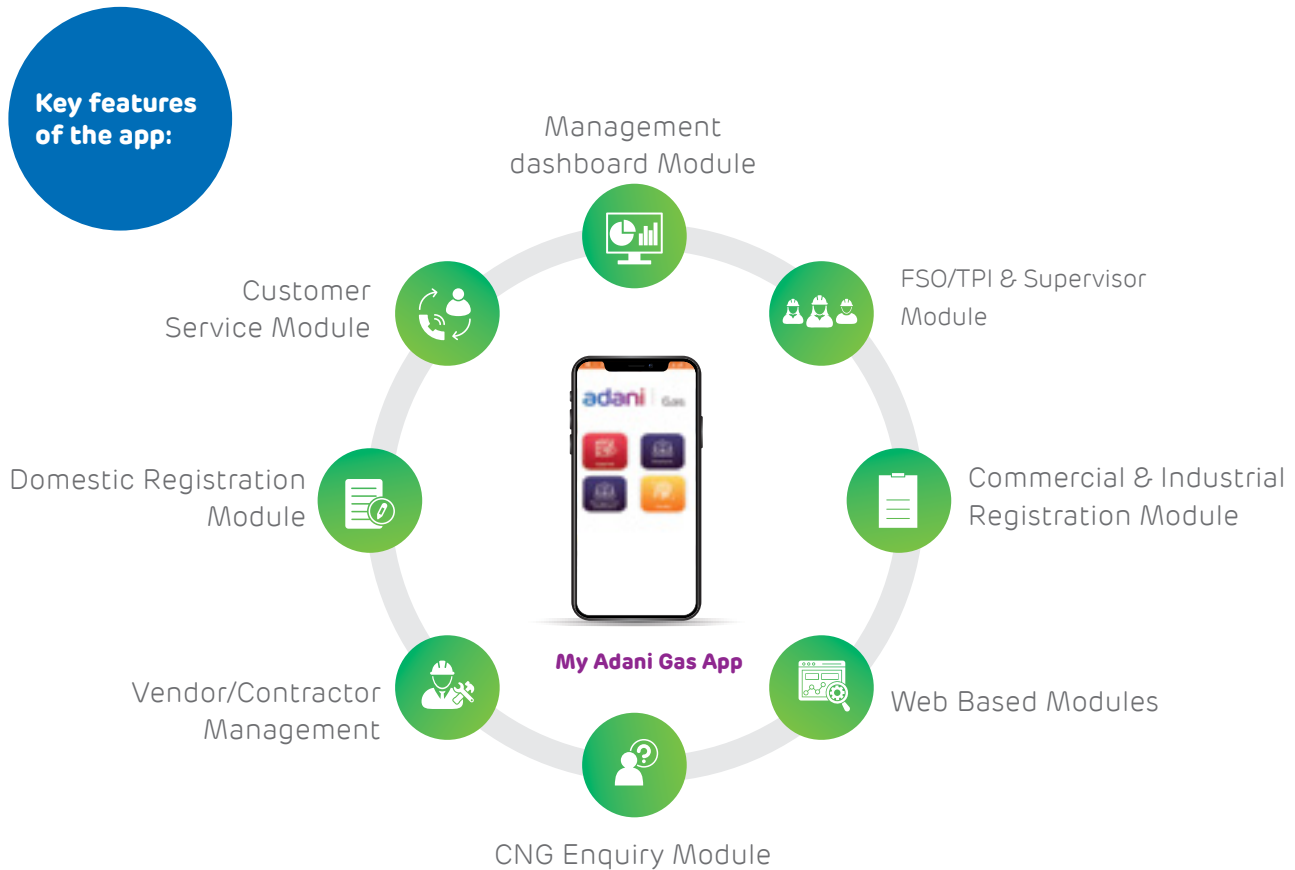 Key features
of the app:
Management
dashboard Module
FSO/TPI & Supervisor
Module
Commercial & Industrial
Registration Module
Web Based Modules
CNG Enquiry Module
Vendor/Contractor
Management
Domestic Registration
Module
Customer
Service Module
adani Gas
My Adani Gas App